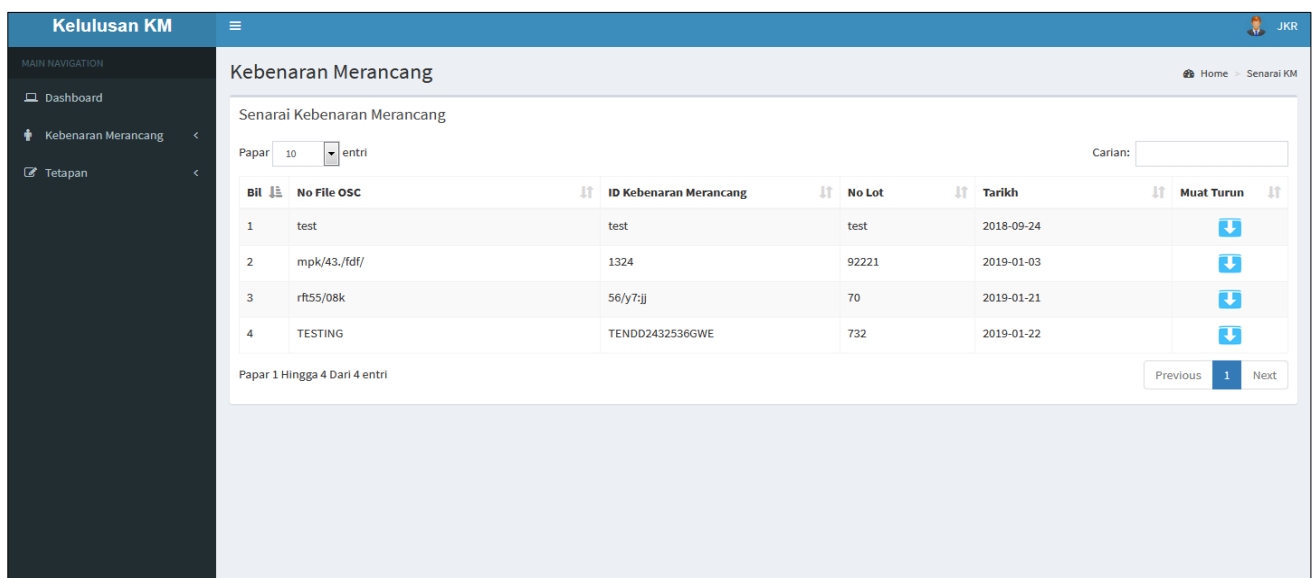 Kelulusan KM
JKR
MAIN NAVIGATION
Dashboard
Kebenaran Merancang
Tetapan
Kebenaran Merancang
Home > Senarai KM
Senarai Kebenaran Merancang
Papar 10 entri
Carian:
Bil No File OSC ID Kebenaran Merancang No Lot Tarikh Muat Turun
1 test test test 2018-09-24
2 mpk/43./fdf/ 1324 92221 2019-01-03
3 rft55/08k 56/y7:jj 70 2019-01-21
4 TESTING TENDD2432536GWE 732 2019-01-22
Papar 1 Hingga 4 Dari 4 entri
Previous 1 Next